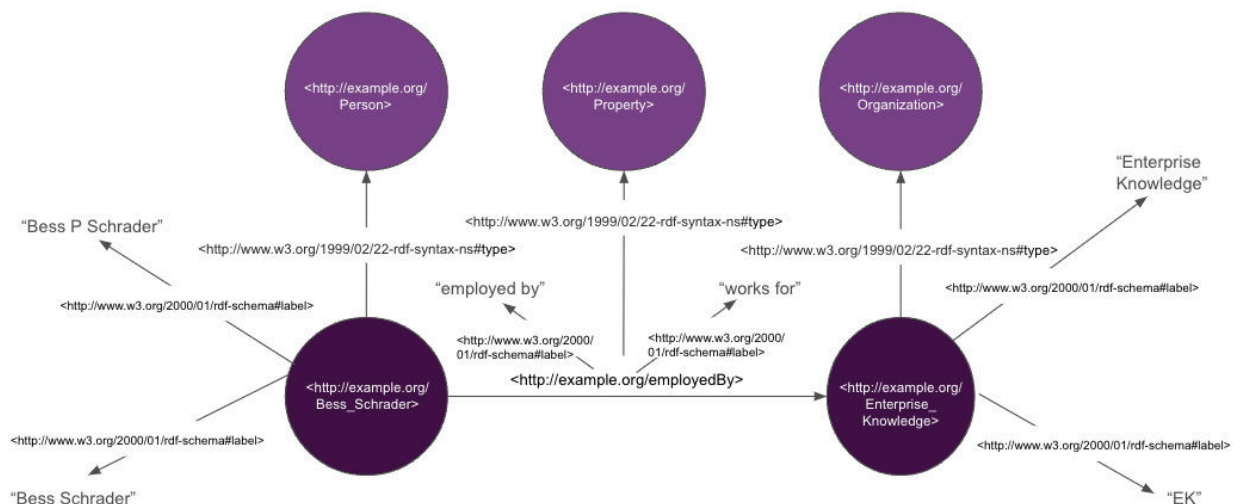 <http://example.org/
Person>
<http://example.org/
Property>
<http://example.org/
Organization>
“Enterprise
Knowledge”
“Bess P Schrader”
<http://www.w3.org/1999/02/22-rdf-syntax-ns#type>
<http://www.w3.org/1999/02/22-rdf-syntax-ns#type>
<http://www.w3.org/1999/02/22-rdf-syntax-ns#type>
“employed by”
“works for”
<http://www.w3.org/2000/01/rdf-schema#label>
<http://www.w3.org/2000/01/rdf-schema#label>
<http://www.w3.org/2000/
01/rdf-schema#label>
<http://www.w3.org/2000/
01/rdf-schema#label>
<http://example.org/employedBy>
<http://example.org/
Bess_Schrader>
<http://example.org/
Enterprise_
Knowledge>
<http://www.w3.org/2000/01/rdf-schema#label>
<http://www.w3.org/2000/01/rdf-schema#label>
“Bess Schrader”
“EK”